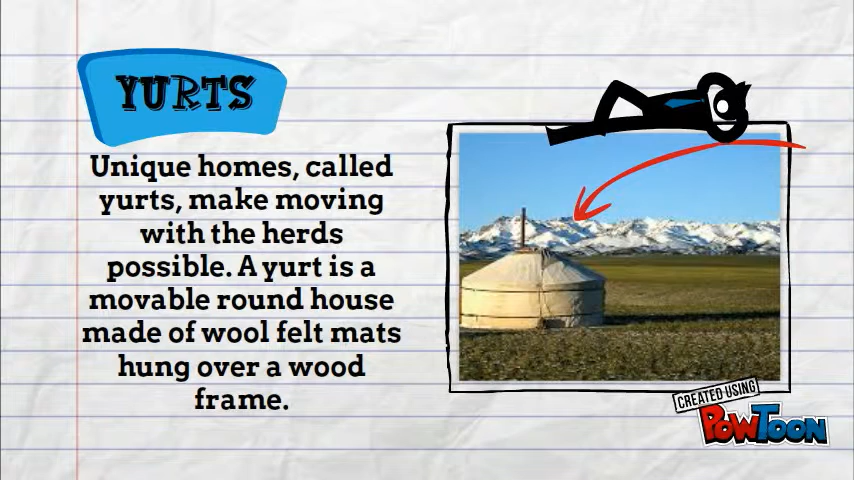 YURTS
Unique homes, called
yurts, make moving
with the herds
possible. A yurt is a
movable round house
made of wool felt mats
hung over a wood
frame.
CREATED USING
POWTOON